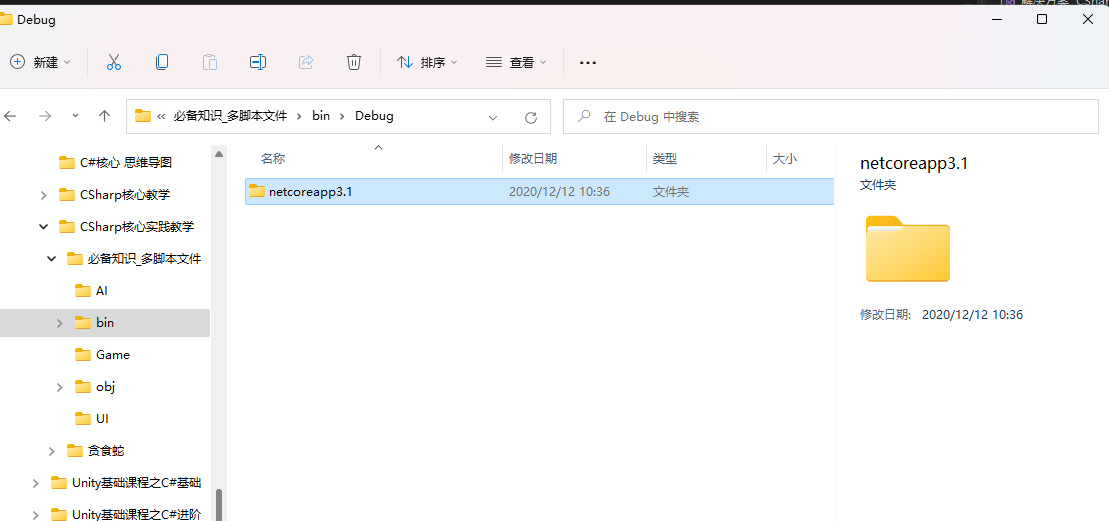 解决方案 'CShar
Debug
新建
排序
查看
必备知识_多脚本文件 bin Debug
在 Debug 中搜索
C#核心 思维导图
CSharp核心教学
CSharp核心实践教学
必备知识_多脚本文件
AI
bin
Game
obj
UI
贪食蛇
Unity基础课程之C#基础
Unity基础课程之C#进阶
名称 修改日期 类型 大小
netcoreapp3.1 2020/12/12 10:36 文件夹
netcoreapp3.1
文件夹
修改日期: 2020/12/12 10:36